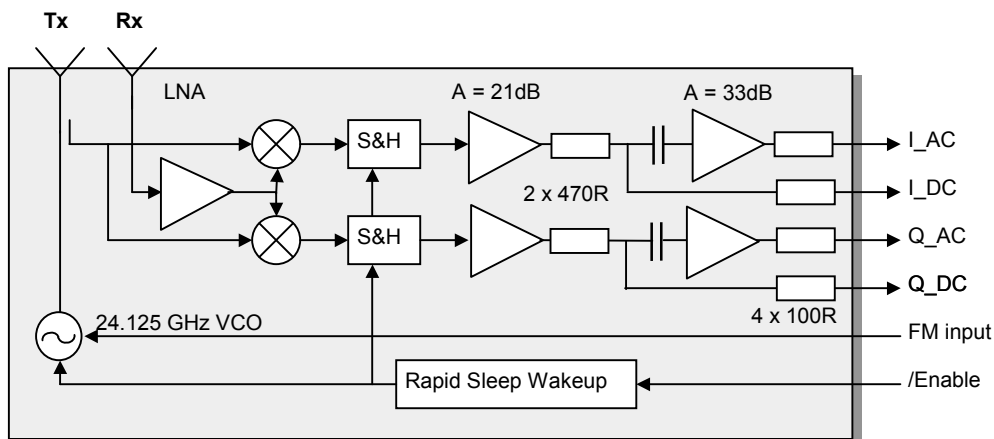 Tx
Rx
LNA
A = 21dB
A = 33dB
S&H
I_AC
2 x 470R
I_DC
S&H
Q_AC
Q_DC
4 x 100R
24.125 GHz VCO
FM input
Rapid Sleep Wakeup
/Enable